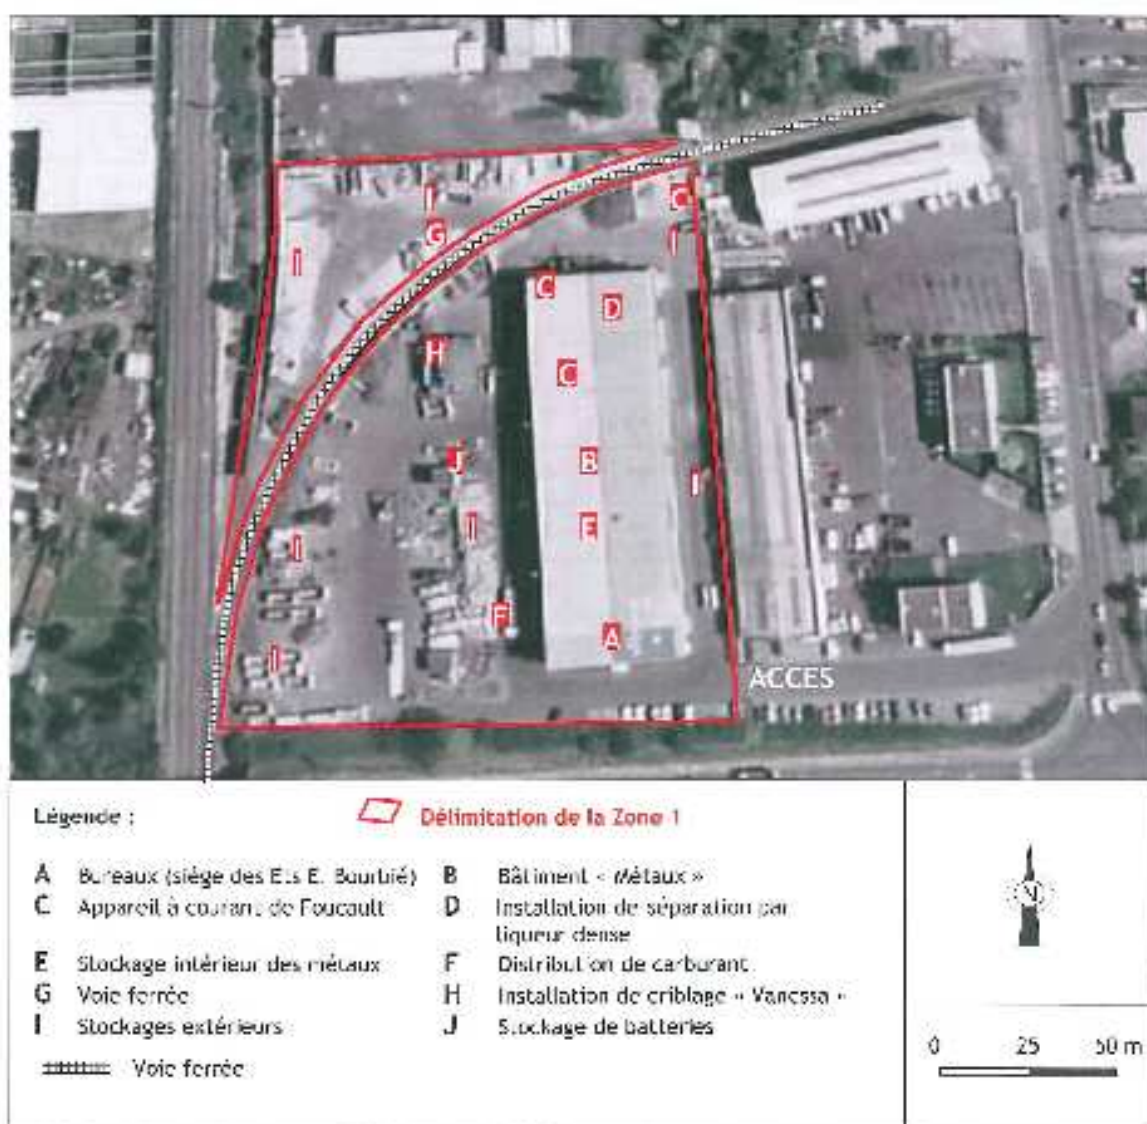 I
C
G
I
I
C
D
H
C
J
B
I
I
E
I
F
A
I
ACCES
Légende :
Délimitation de la Zone 1
A Bureaux (siège des Ets E. Bourbié)
B Bâtiment « Métaux »
C Appareil à courant de Foucault
D Installation de séparation par
liqueur dense
E Stockage intérieur des métaux
F Distribution de carburant
G Voie ferrée
H Installation de criblage « Vanessa »
I Stockages extérieurs
J Stockage de batteries
Voie ferrée
N
0 25 50 m